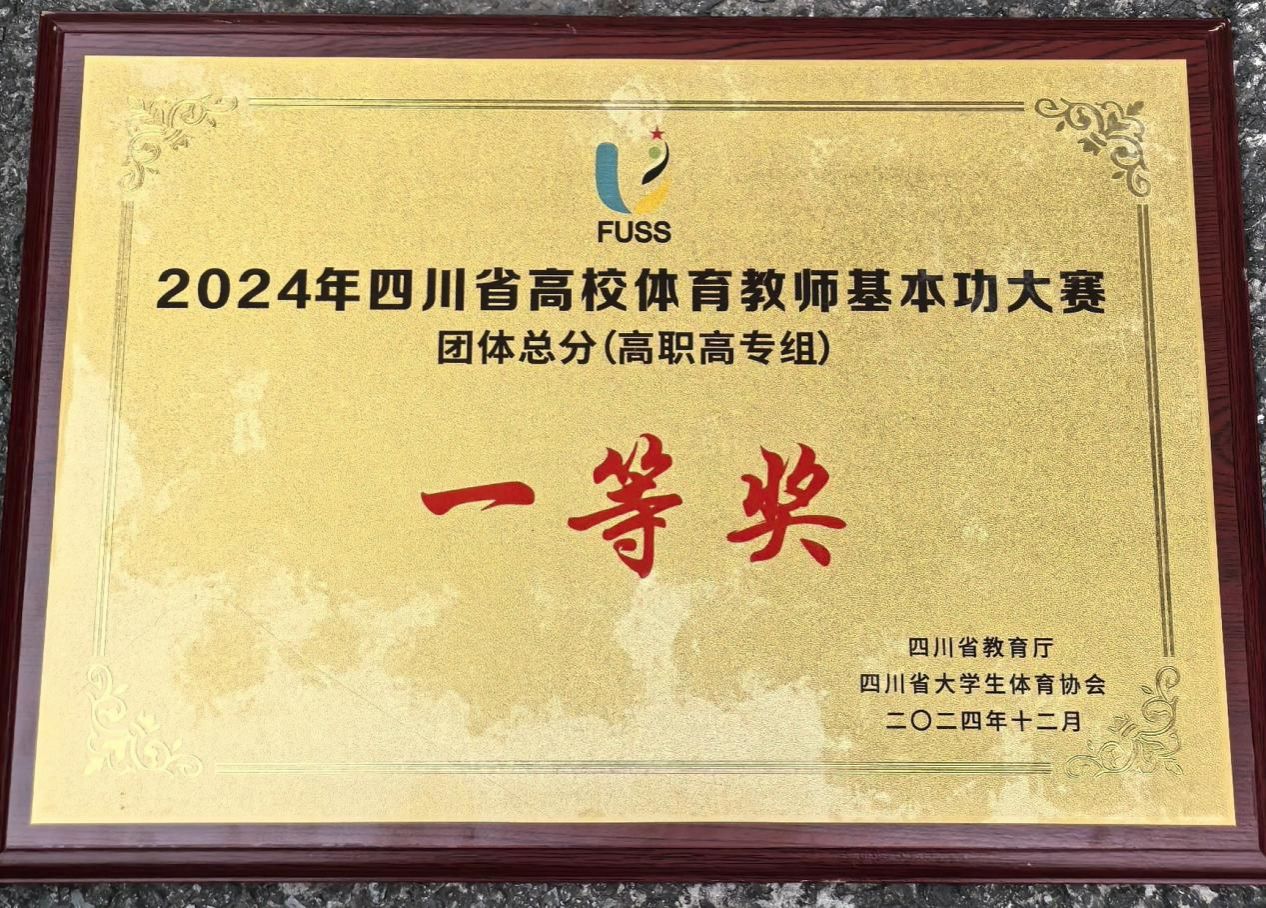 FUSS
2024年四川省高校体育教师基本功大赛
团体总分(高职高专组)
一等奖
四川省教育厅
四川省大学生体育协会
二〇二四年十二月